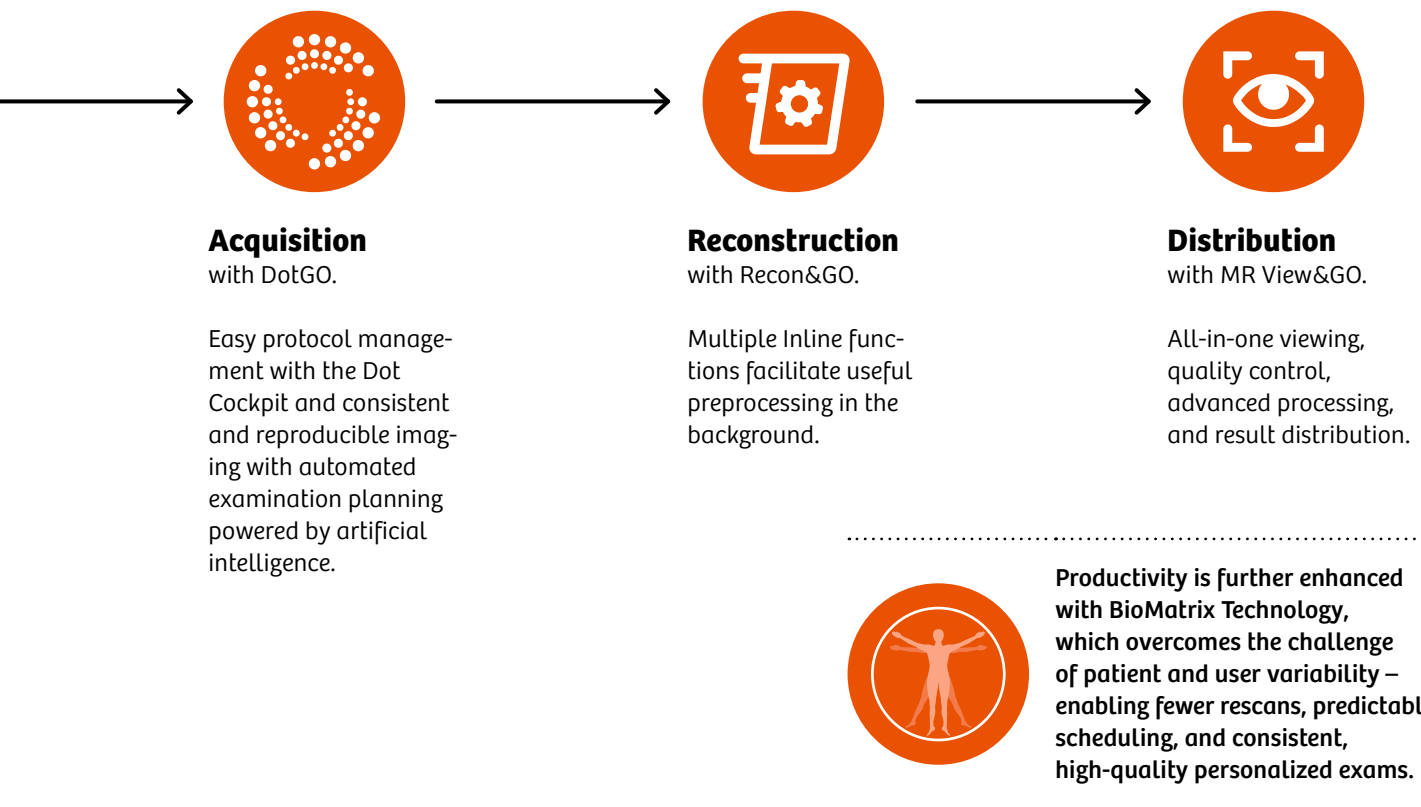 Acquisition
with DotGO.
Easy protocol manage-
ment with the Dot
Cockpit and consistent
and reproducible imag-
ing with automated
examination planning
powered by artificial
intelligence.
Reconstruction
with Recon&GO.
Multiple Inline func-
tions facilitate useful
preprocessing in the
background.
Distribution
with MR View&GO.
All-in-one viewing,
quality control,
advanced processing,
and result distribution.
Productivity is further enhanced
with BioMatrix Technology,
which overcomes the challenge
of patient and user variability –
enabling fewer rescans, predictabl
scheduling, and consistent,
high-quality personalized exams.